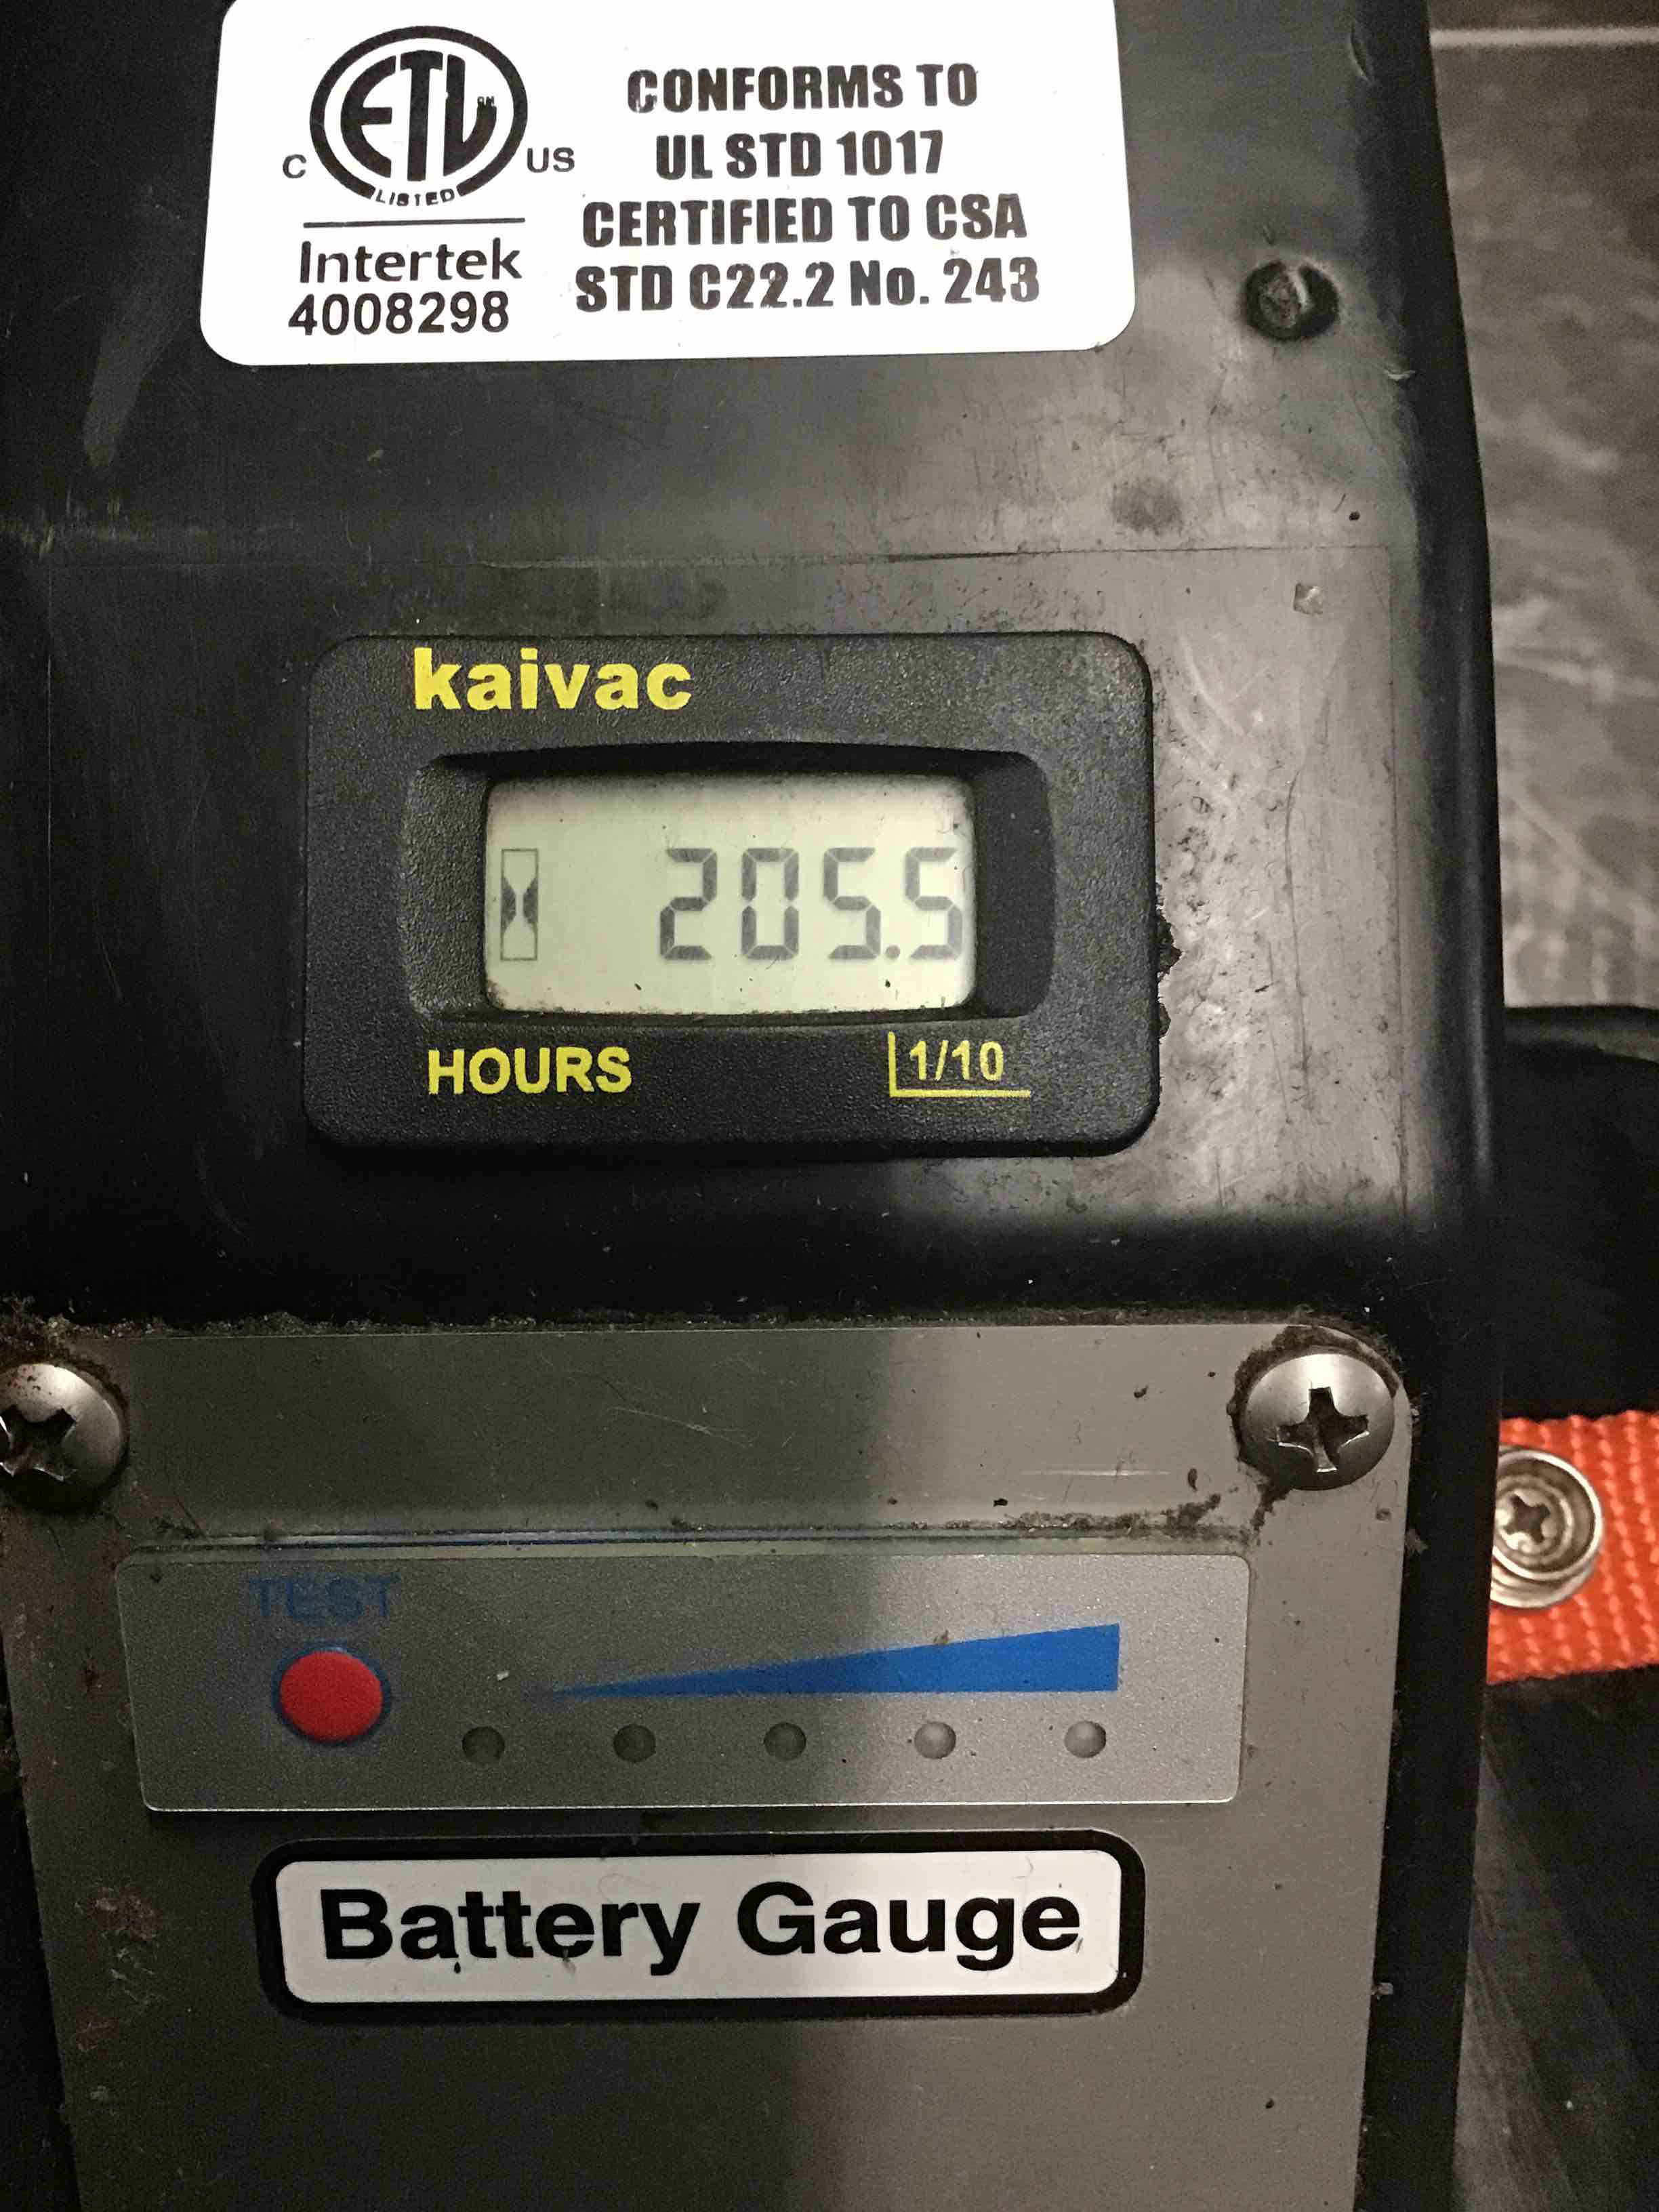 ETL
C
US
LISTED
Intertek
4008298
CONFORMS TO
UL STD 1017
CERTIFIED TO CSA
STD C22.2 No. 243
kaivac
205.5
HOURS
1/10
TEST
Battery Gauge